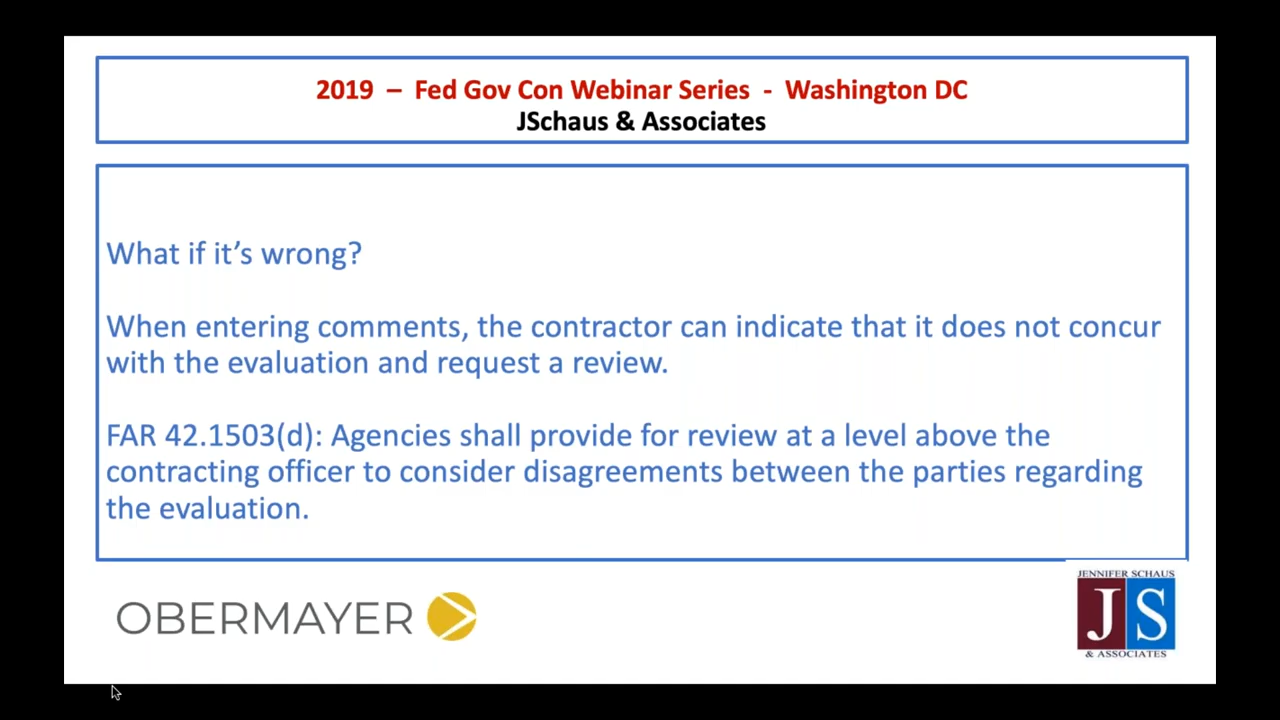 2019 – Fed Gov Con Webinar Series - Washington DC
JSchaus & Associates
What if it’s wrong?
When entering comments, the contractor can indicate that it does not concur
with the evaluation and request a review.
FAR 42.1503(d): Agencies shall provide for review at a level above the
contracting officer to consider disagreements between the parties regarding
the evaluation.
OBERMAYER
JENNIFER SCHAUS
JS
& ASSOCIATES